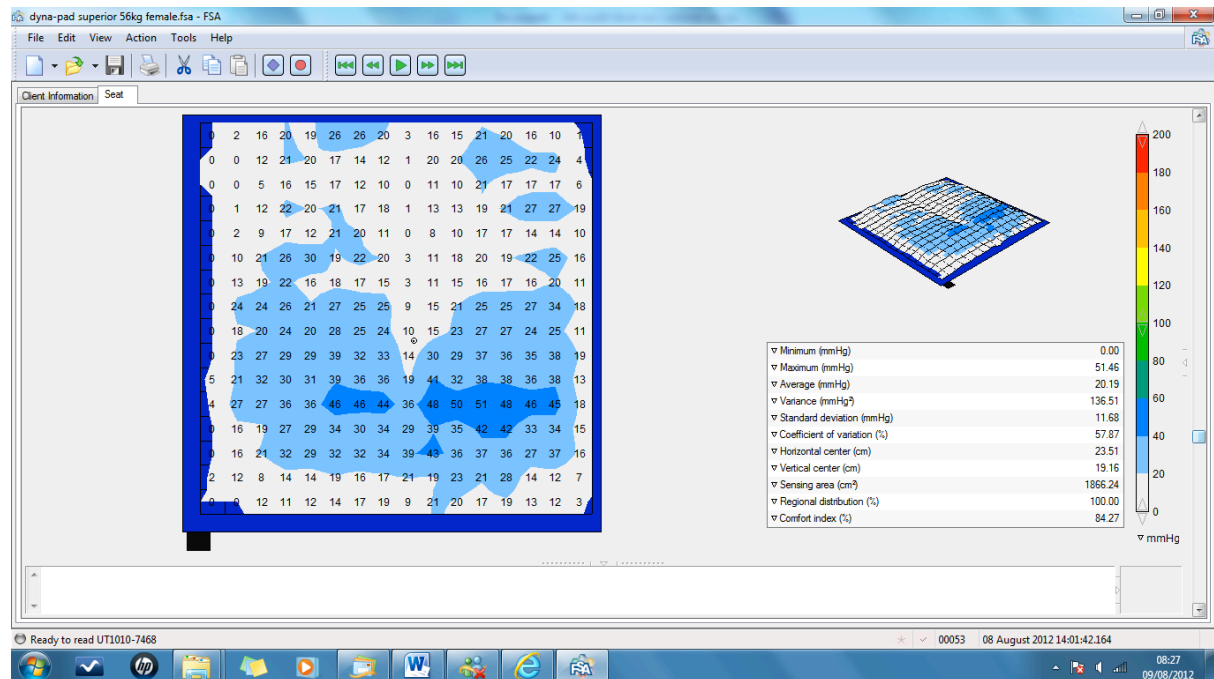 dyna-pad superior 56kg female.fsa - FSA
File Edit View Action Tools Help
Client Information Seat
0 2 16 20 19 26 26 20 3 16 15 21 20 16 10 1
0 0 12 21 20 17 14 12 1 20 20 26 25 22 24 4
0 0 5 16 15 17 12 10 0 11 10 21 17 17 17 6
0 1 12 22 20 21 17 18 1 13 13 19 21 27 27 19
0 2 9 17 12 21 20 11 0 8 10 17 17 14 14 10
0 10 21 26 30 19 22 20 3 11 18 20 19 22 25 16
0 13 19 22 16 18 17 15 3 11 15 16 17 16 20 11
0 24 24 26 21 27 25 25 9 15 21 25 25 27 34 18
0 18 20 24 20 28 25 24 10 15 23 27 27 24 25 11
0 23 27 29 29 39 32 33 14 30 29 37 36 35 38 19
5 21 32 30 31 39 36 36 19 41 32 38 38 36 38 13
4 27 27 36 36 46 46 44 36 48 50 51 48 46 45 18
0 16 19 27 29 34 30 34 29 39 35 42 42 33 34 15
0 16 21 32 29 32 32 34 39 43 36 37 36 27 37 16
2 12 8 14 14 19 16 17 21 19 23 21 28 14 12 7
0 0 12 11 12 14 17 19 9 21 20 17 19 13 12 3
200
180
160
140
120
100
80
60
40
20
0
mmHg
Minimum (mmHg) 0.00
Maximum (mmHg) 51.46
Average (mmHg) 20.19
Variance (mmHg²) 136.51
Standard deviation (mmHg) 11.68
Coefficient of variation (%) 57.87
Horizontal center (cm) 23.51
Vertical center (cm) 19.16
Sensing area (cm²) 1866.24
Regional distribution (%) 100.00
Comfort index (%) 84.27
Ready to read UT1010-7468
00053 08 August 2012 14:01:42.164
hp
W
FSA
08:27
09/08/2012